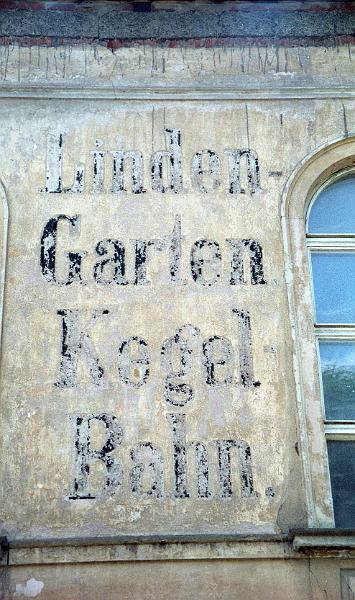 Linden-
Garten
Kegel-
Bahn.